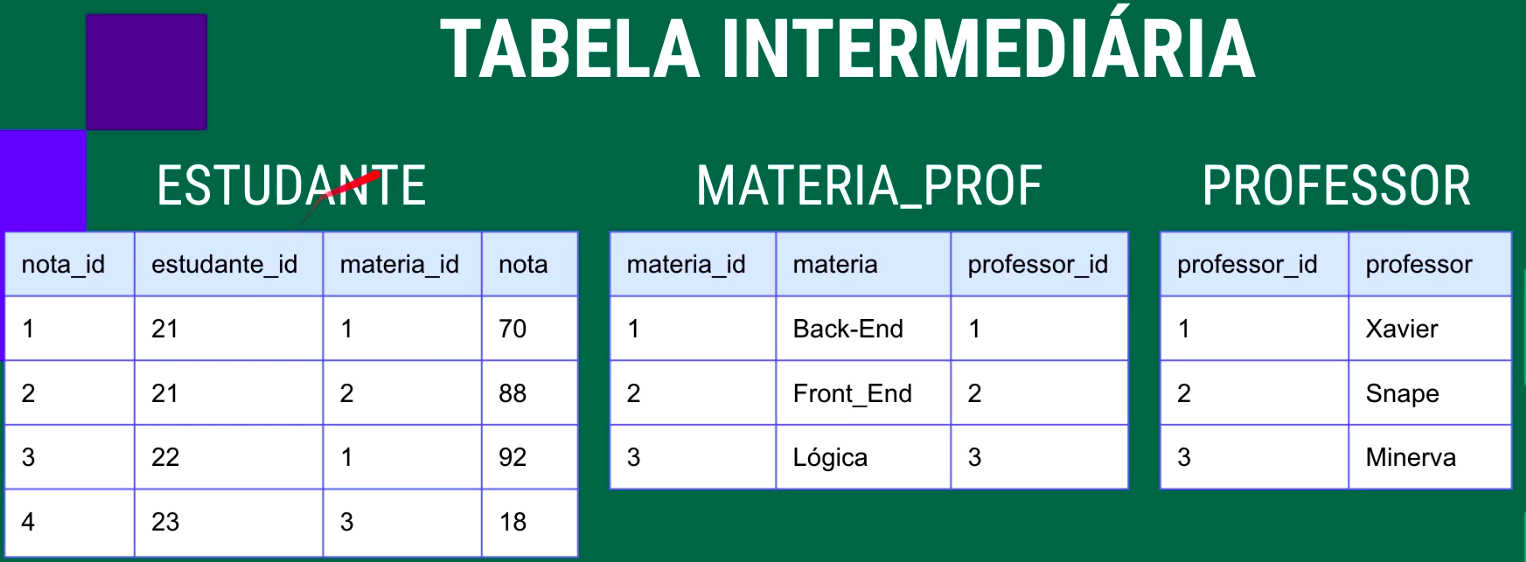 TABELA INTERMEDIÁRIA
ESTUDANTE
nota_id estudante_id materia_id nota
1 21 1 70
2 21 2 88
3 22 1 92
4 23 3 18
MATERIA_PROF
materia_id materia professor_id
1 Back-End 1
2 Front_End 2
3 Lógica 3
PROFESSOR
professor_id professor
1 Xavier
2 Snape
3 Minerva